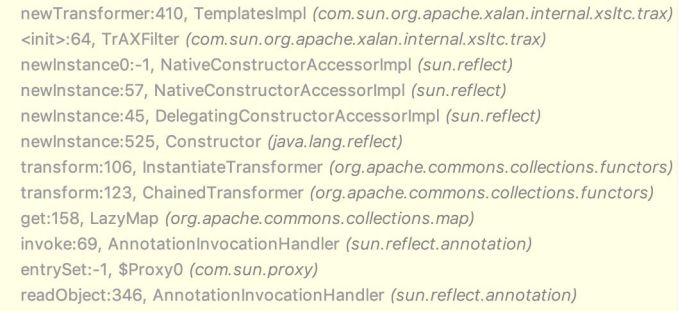 newTransformer:410, TemplatesImpl (com.sun.org.apache.xalan.internal.xsltc.trax)
<init>:64, TrAXFilter (com.sun.org.apache.xalan.internal.xsltc.trax)
newInstance0:-1, NativeConstructorAccessorImpl (sun.reflect)
newInstance:57, NativeConstructorAccessorImpl (sun.reflect)
newInstance:45, DelegatingConstructorAccessorImpl (sun.reflect)
newInstance:525, Constructor (java.lang.reflect)
transform:106, InstantiateTransformer (org.apache.commons.collections.functors)
transform:123, ChainedTransformer (org.apache.commons.collections.functors)
get:158, LazyMap (org.apache.commons.collections.map)
invoke:69, AnnotationInvocationHandler (sun.reflect.annotation)
entrySet:-1, $Proxy0 (com.sun.proxy)
readObject:346, AnnotationInvocationHandler (sun.reflect.annotation)